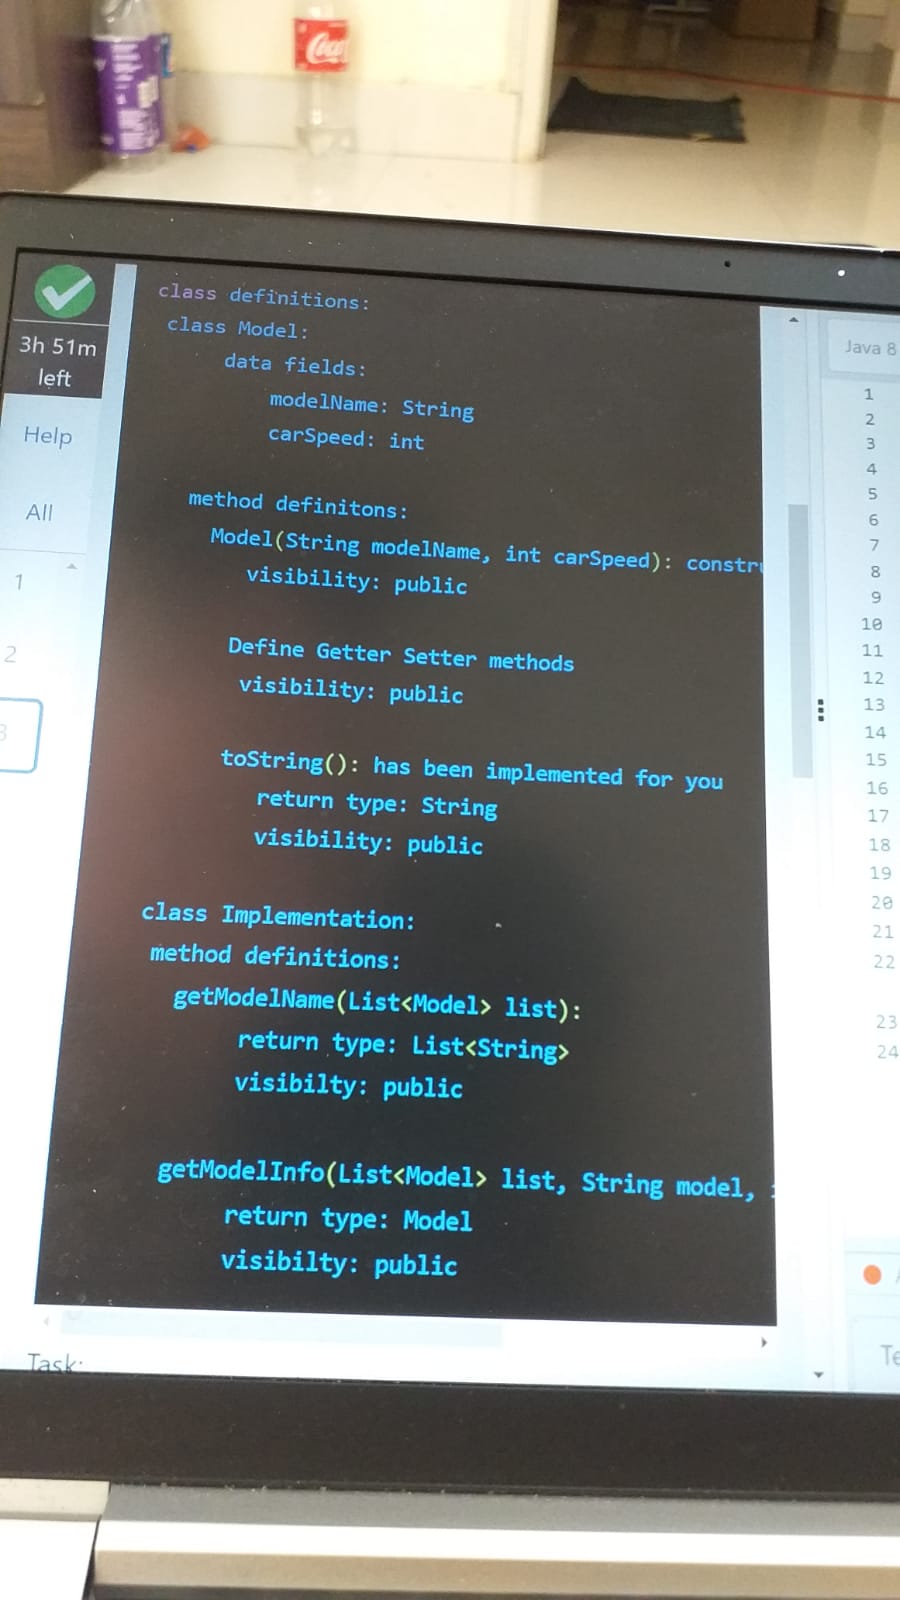 Coca
3h 51m
left
Help
All
1
2
3
class definitions:
class Model:
data fields:
modelName: String
carSpeed: int
method definitons:
Model(String modelName, int carSpeed): constru
visibility: public
Define Getter Setter methods
visibility: public
toString(): has been implemented for you
return type: String
visibility: public
class Implementation:
method definitions:
getModelName(List<Model> list):
return type: List<String>
visibilty: public
getModelInfo(List<Model> list, String model,
return type: Model
visibilty: public
Task:
Java 8
1
2
3
4
5
6
7
8
9
10
11
12
13
14
15
16
17
18
19
20
21
22
23
24
Te